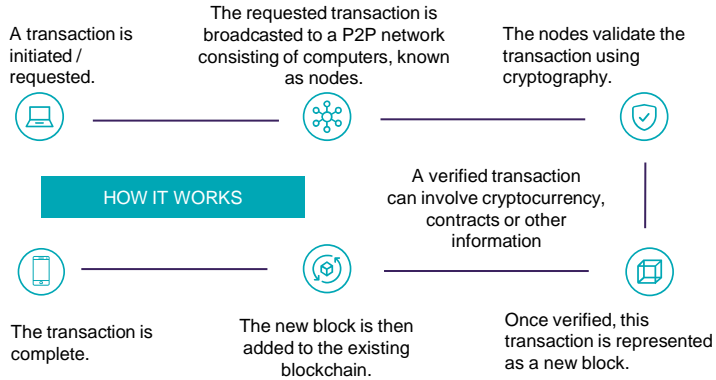 A transaction is
initiated /
requested.
The requested transaction is
broadcasted to a P2P network
consisting of computers, known
as nodes.
The nodes validate the
transaction using
cryptography.
HOW IT WORKS
A verified transaction
can involve cryptocurrency,
contracts or other
information
The transaction is
complete.
The new block is then
added to the existing
blockchain.
Once verified, this
transaction is represented
as a new block.